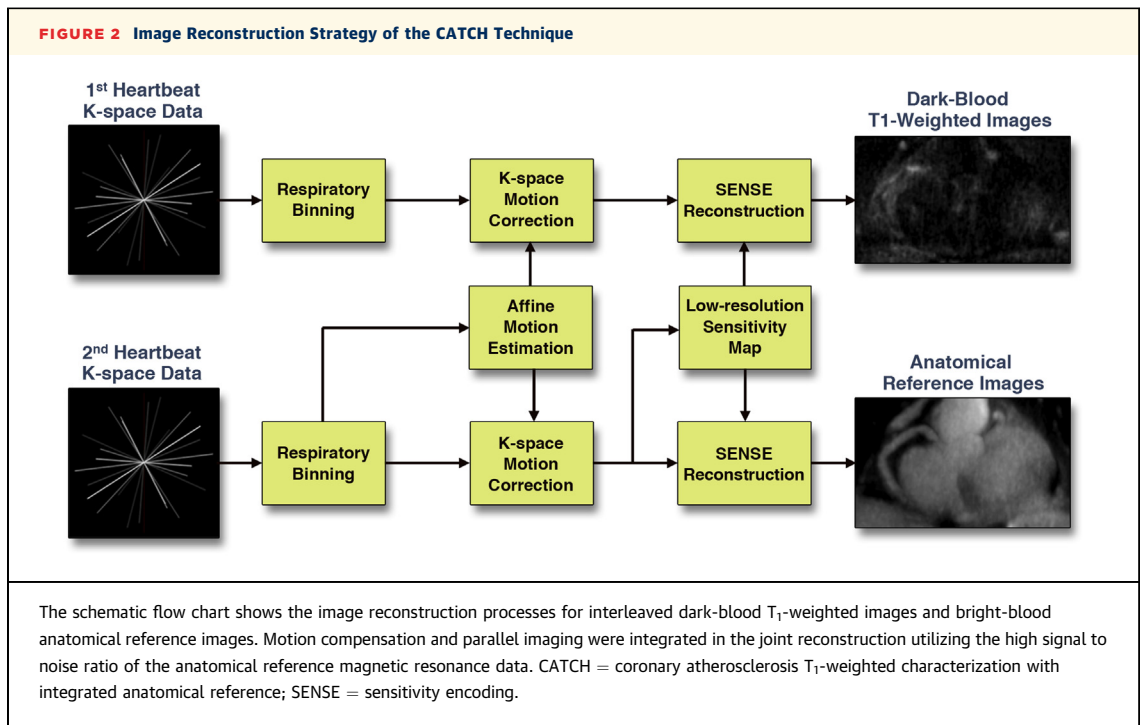 FIGURE 2 Image Reconstruction Strategy of the CATCH Technique
1st Heartbeat
K-space Data
Dark-Blood
T1-Weighted Images
Respiratory
Binning
K-space
Motion
Correction
SENSE
Reconstruction
Affine
Motion
Estimation
Low-resolution
Sensitivity
Map
2nd Heartbeat
K-space Data
Anatomical
Reference Images
Respiratory
Binning
K-space
Motion
Correction
SENSE
Reconstruction
The schematic flow chart shows the image reconstruction processes for interleaved dark-blood T₁-weighted images and bright-blood
anatomical reference images. Motion compensation and parallel imaging were integrated in the joint reconstruction utilizing the high signal to
noise ratio of the anatomical reference magnetic resonance data. CATCH = coronary atherosclerosis T₁-weighted characterization with
integrated anatomical reference; SENSE = sensitivity encoding.